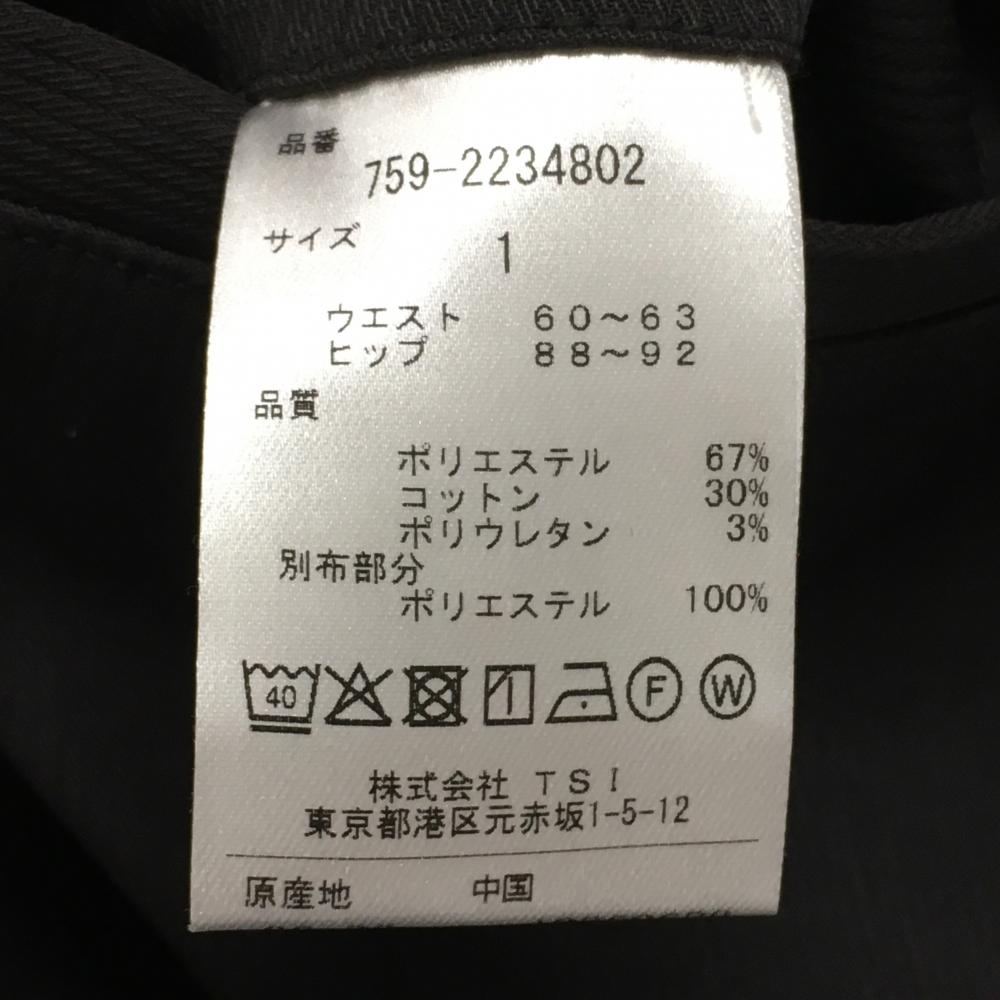 品番
759-2234802
サイズ 1
ウエスト 60～63
ヒップ 88～92
品質
ポリエステル 67%
コットン 30%
ポリウレタン 3%
別布部分
ポリエステル 100%
40 F W
株式会社 TSI
東京都港区元赤坂1-5-12
原産地 中国